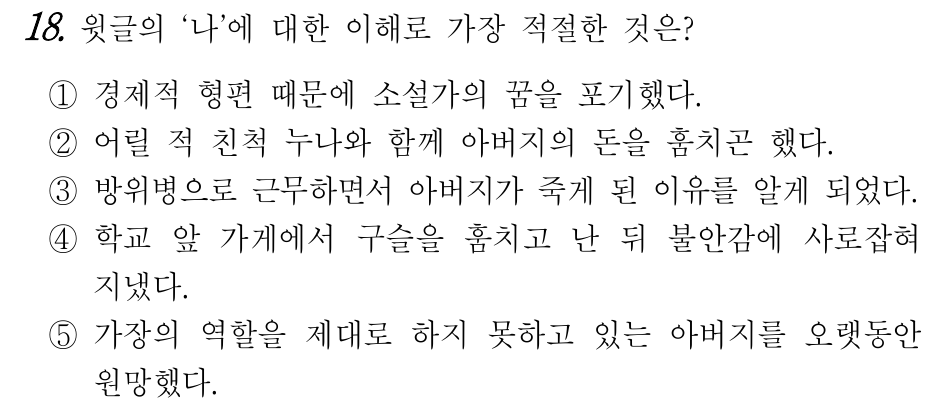 18. 윗글의 ‘나’에 대한 이해로 가장 적절한 것은?
① 경제적 형편 때문에 소설가의 꿈을 포기했다.
② 어릴 적 친척 누나와 함께 아버지의 돈을 훔치곤 했다.
③ 방위병으로 근무하면서 아버지가 죽게 된 이유를 알게 되었다.
④ 학교 앞 가게에서 구슬을 훔치고 난 뒤 불안감에 사로잡혀
지냈다.
⑤ 가장의 역할을 제대로 하지 못하고 있는 아버지를 오랫동안
원망했다.